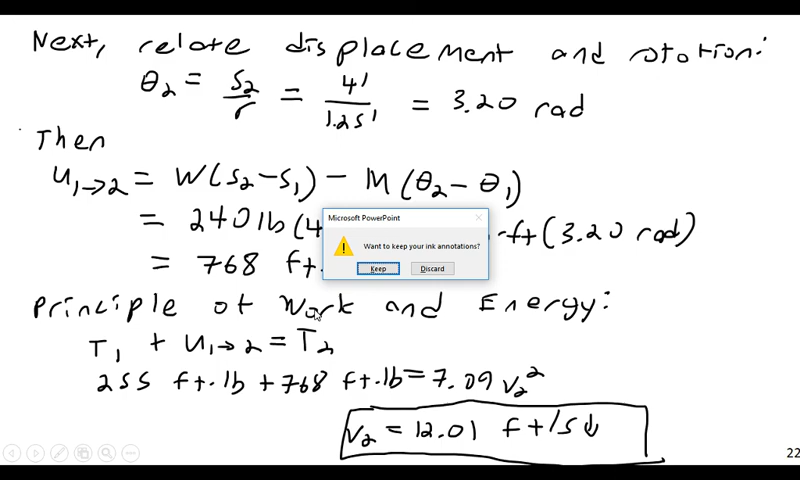 Next, relate displacement and rotation:
θ₂ = S₂/r = 4'/1.25' = 3.20 rad
Then
U₁→₂ = W(S₂-S₁) - M(θ₂ - θ₁)
= 240 lb(4 ft(3.20 rad)
= 768 ft.
Microsoft PowerPoint
Want to keep your ink annotations?
Keep Discard
Principle of Work and Energy:
T₁ + U₁→₂ = T₂
255 ft.lb + 768 ft.lb = 7.09 V₂²
V₂ = 12.01 ft/s ↓
22